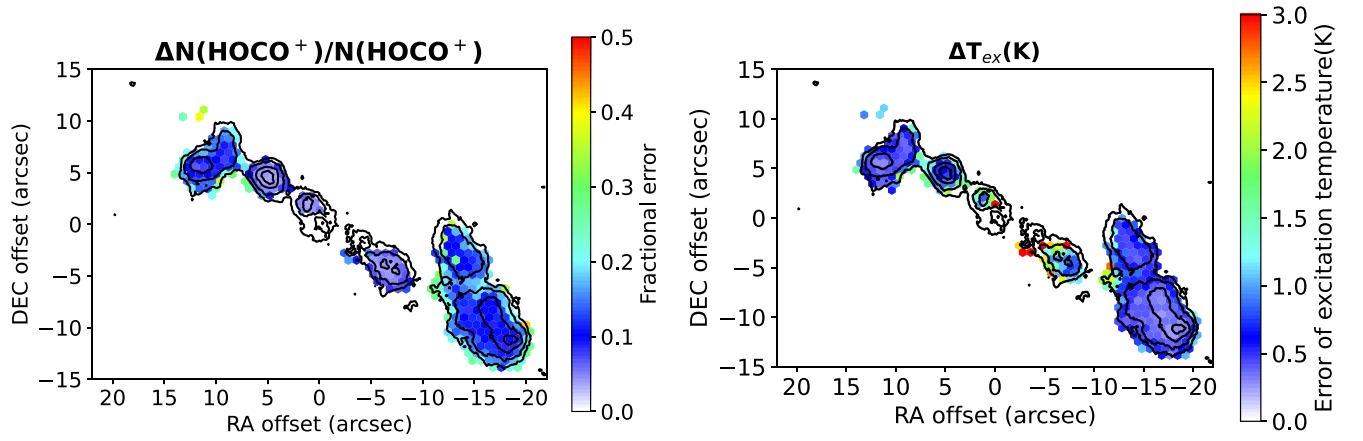 ΔN(HOCO⁺)/N(HOCO⁺)
15
10
5
0
−5
−10
−15
DEC offset (arcsec)
20 15 10 5 0 −5 −10 −15 −20
RA offset (arcsec)
0.5
0.4
0.3
0.2
0.1
0.0
Fractional error
ΔT_ex(K)
15
10
5
0
−5
−10
−15
DEC offset (arcsec)
20 15 10 5 0 −5 −10 −15 −20
RA offset (arcsec)
3.0
2.5
2.0
1.5
1.0
0.5
0.0
Error of excitation temperature(K)